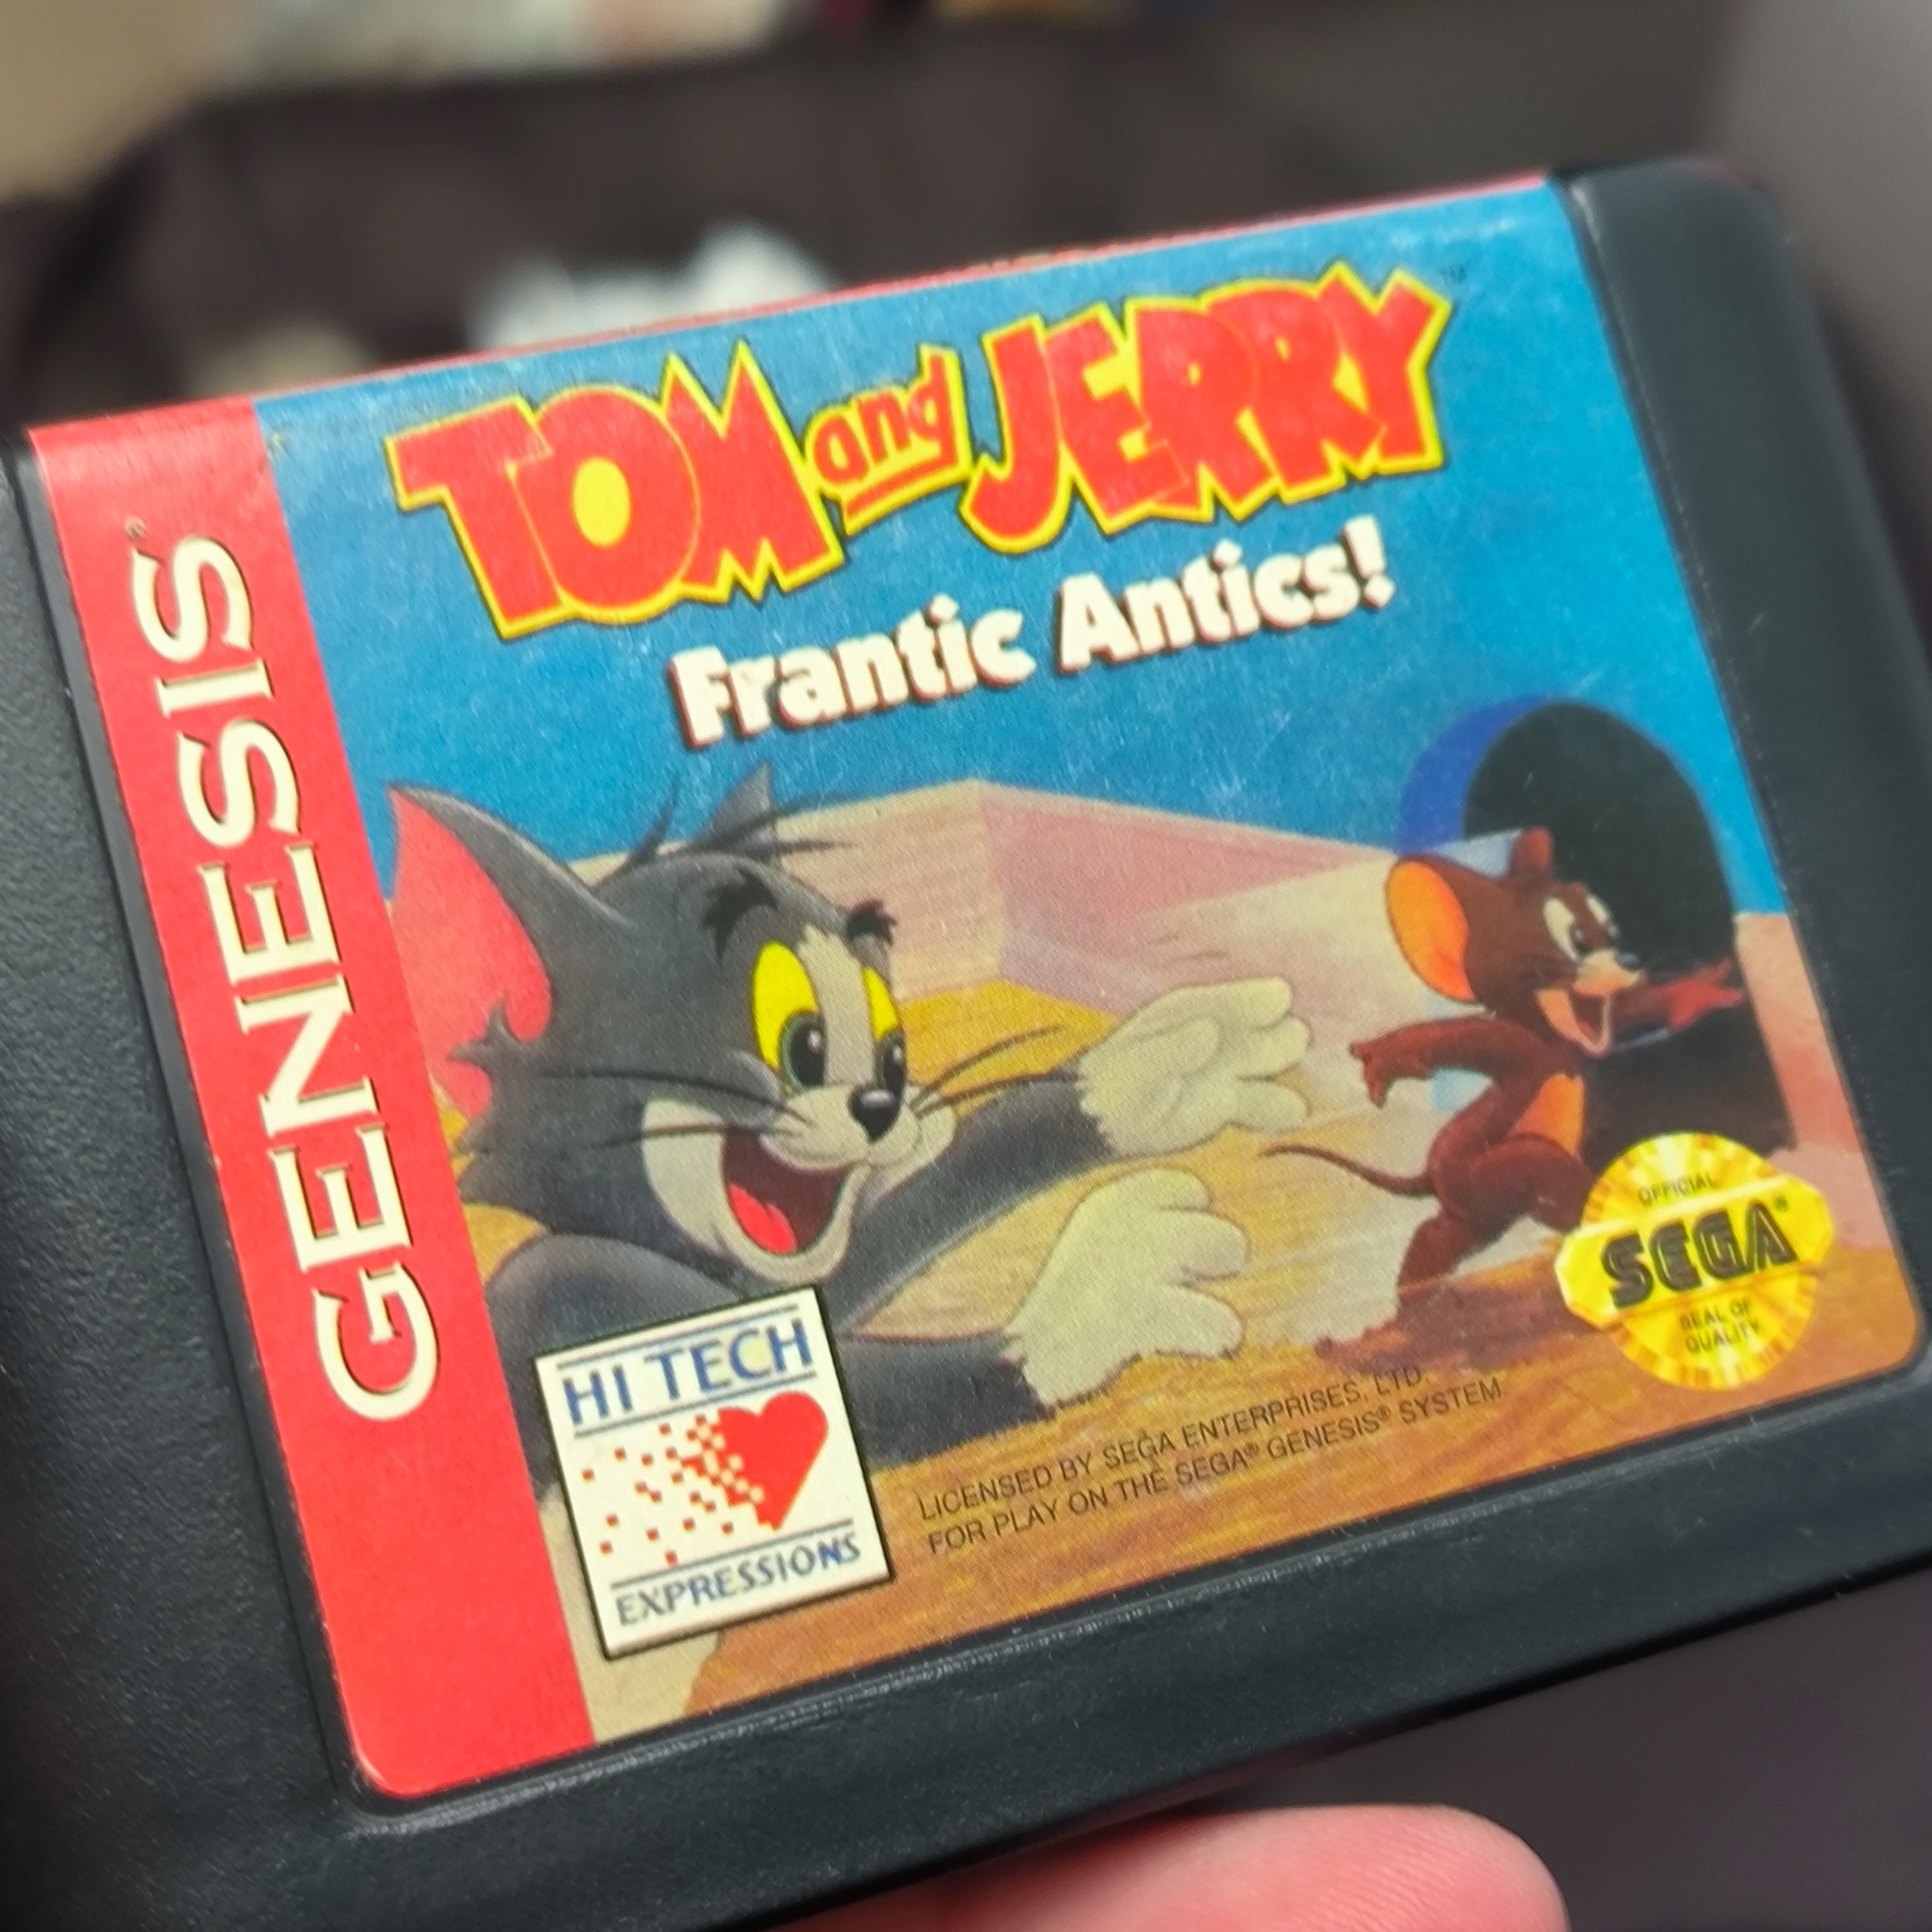 GENESIS®
TOM and JERRY™
Frantic Antics!
HI TECH
EXPRESSIONS
LICENSED BY SEGA ENTERPRISES, LTD.
FOR PLAY ON THE SEGA® GENESIS® SYSTEM.
OFFICIAL
SEGA®
SEAL OF
QUALITY